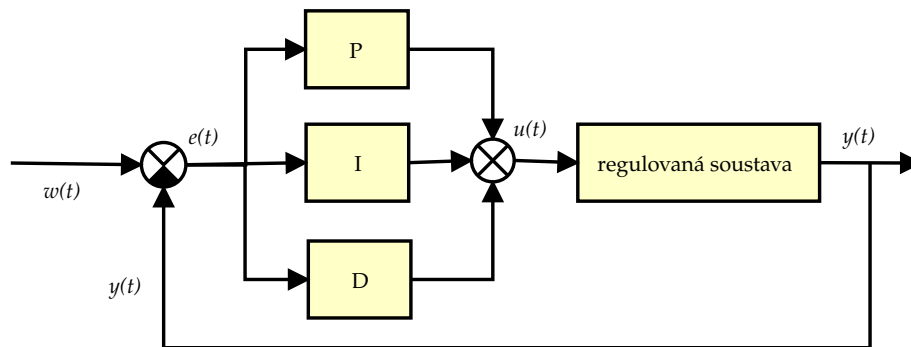 P
e(t)
u(t)
y(t)
I
regulovaná soustava
w(t)
D
y(t)